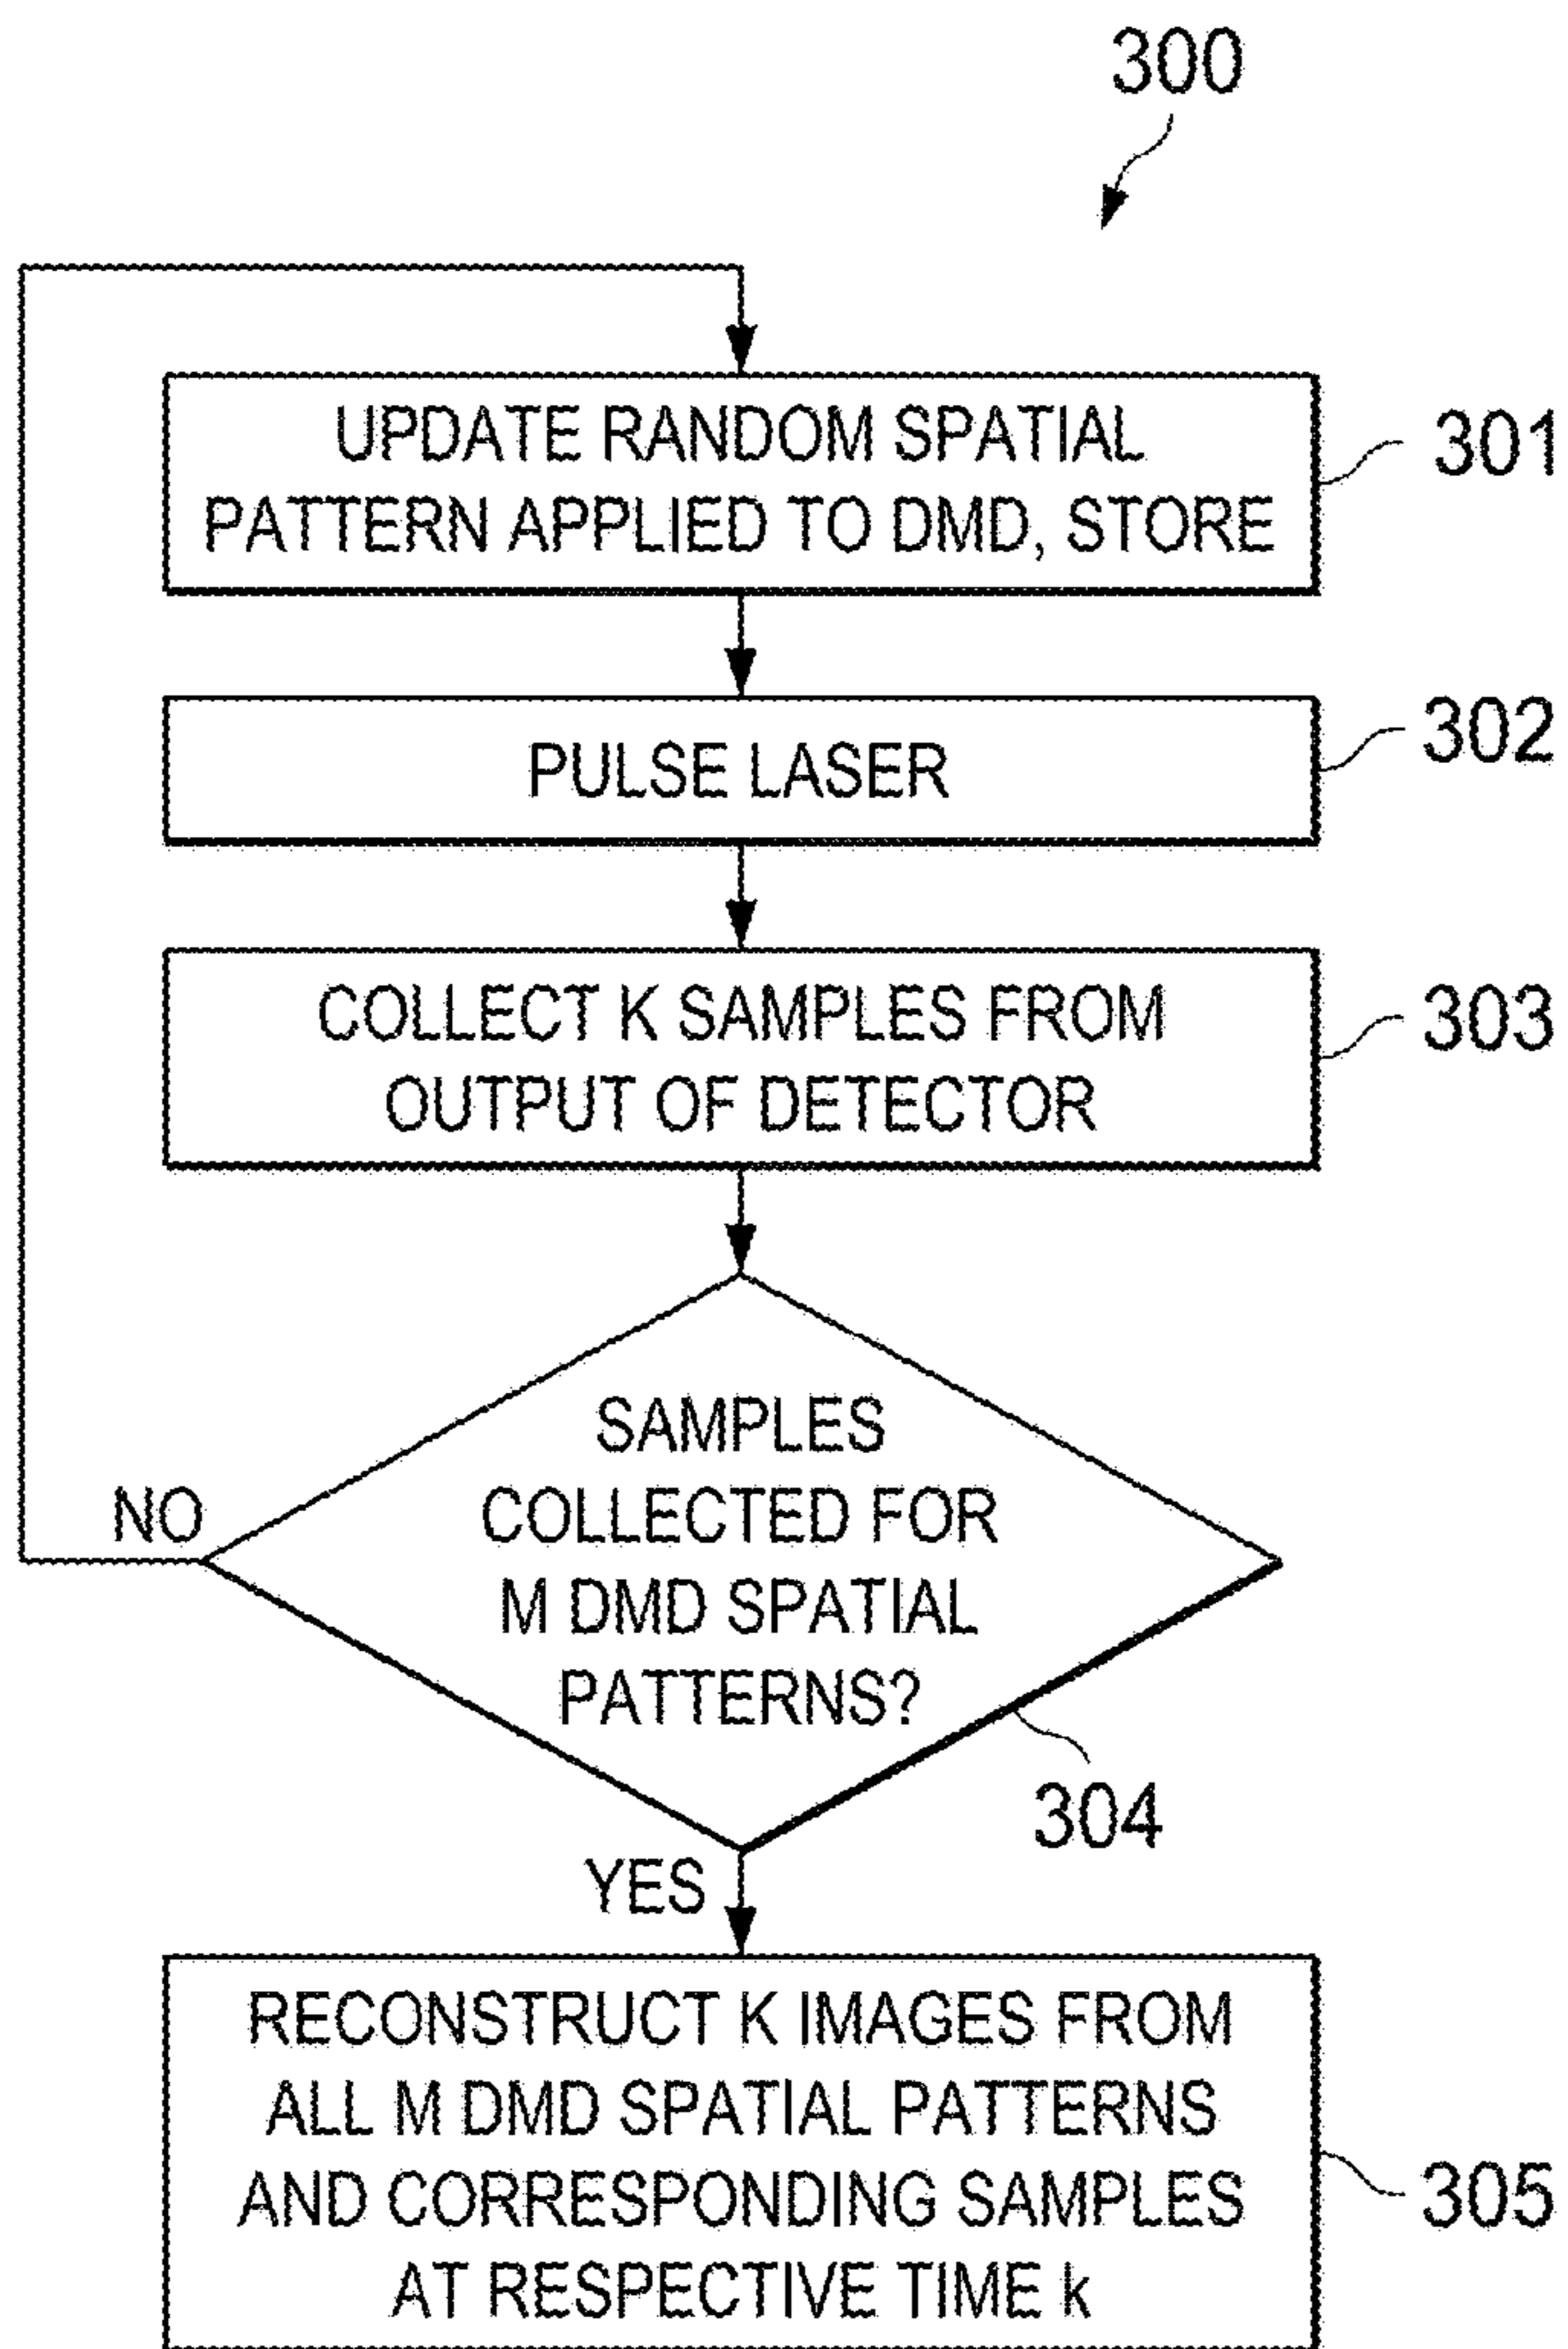 300
UPDATE RANDOM SPATIAL
PATTERN APPLIED TO DMD, STORE
301
PULSE LASER
302
COLLECT K SAMPLES FROM
OUTPUT OF DETECTOR
303
SAMPLES
COLLECTED FOR
M DMD SPATIAL
PATTERNS?
NO
304
YES
RECONSTRUCT K IMAGES FROM
ALL M DMD SPATIAL PATTERNS
AND CORRESPONDING SAMPLES
AT RESPECTIVE TIME k
305